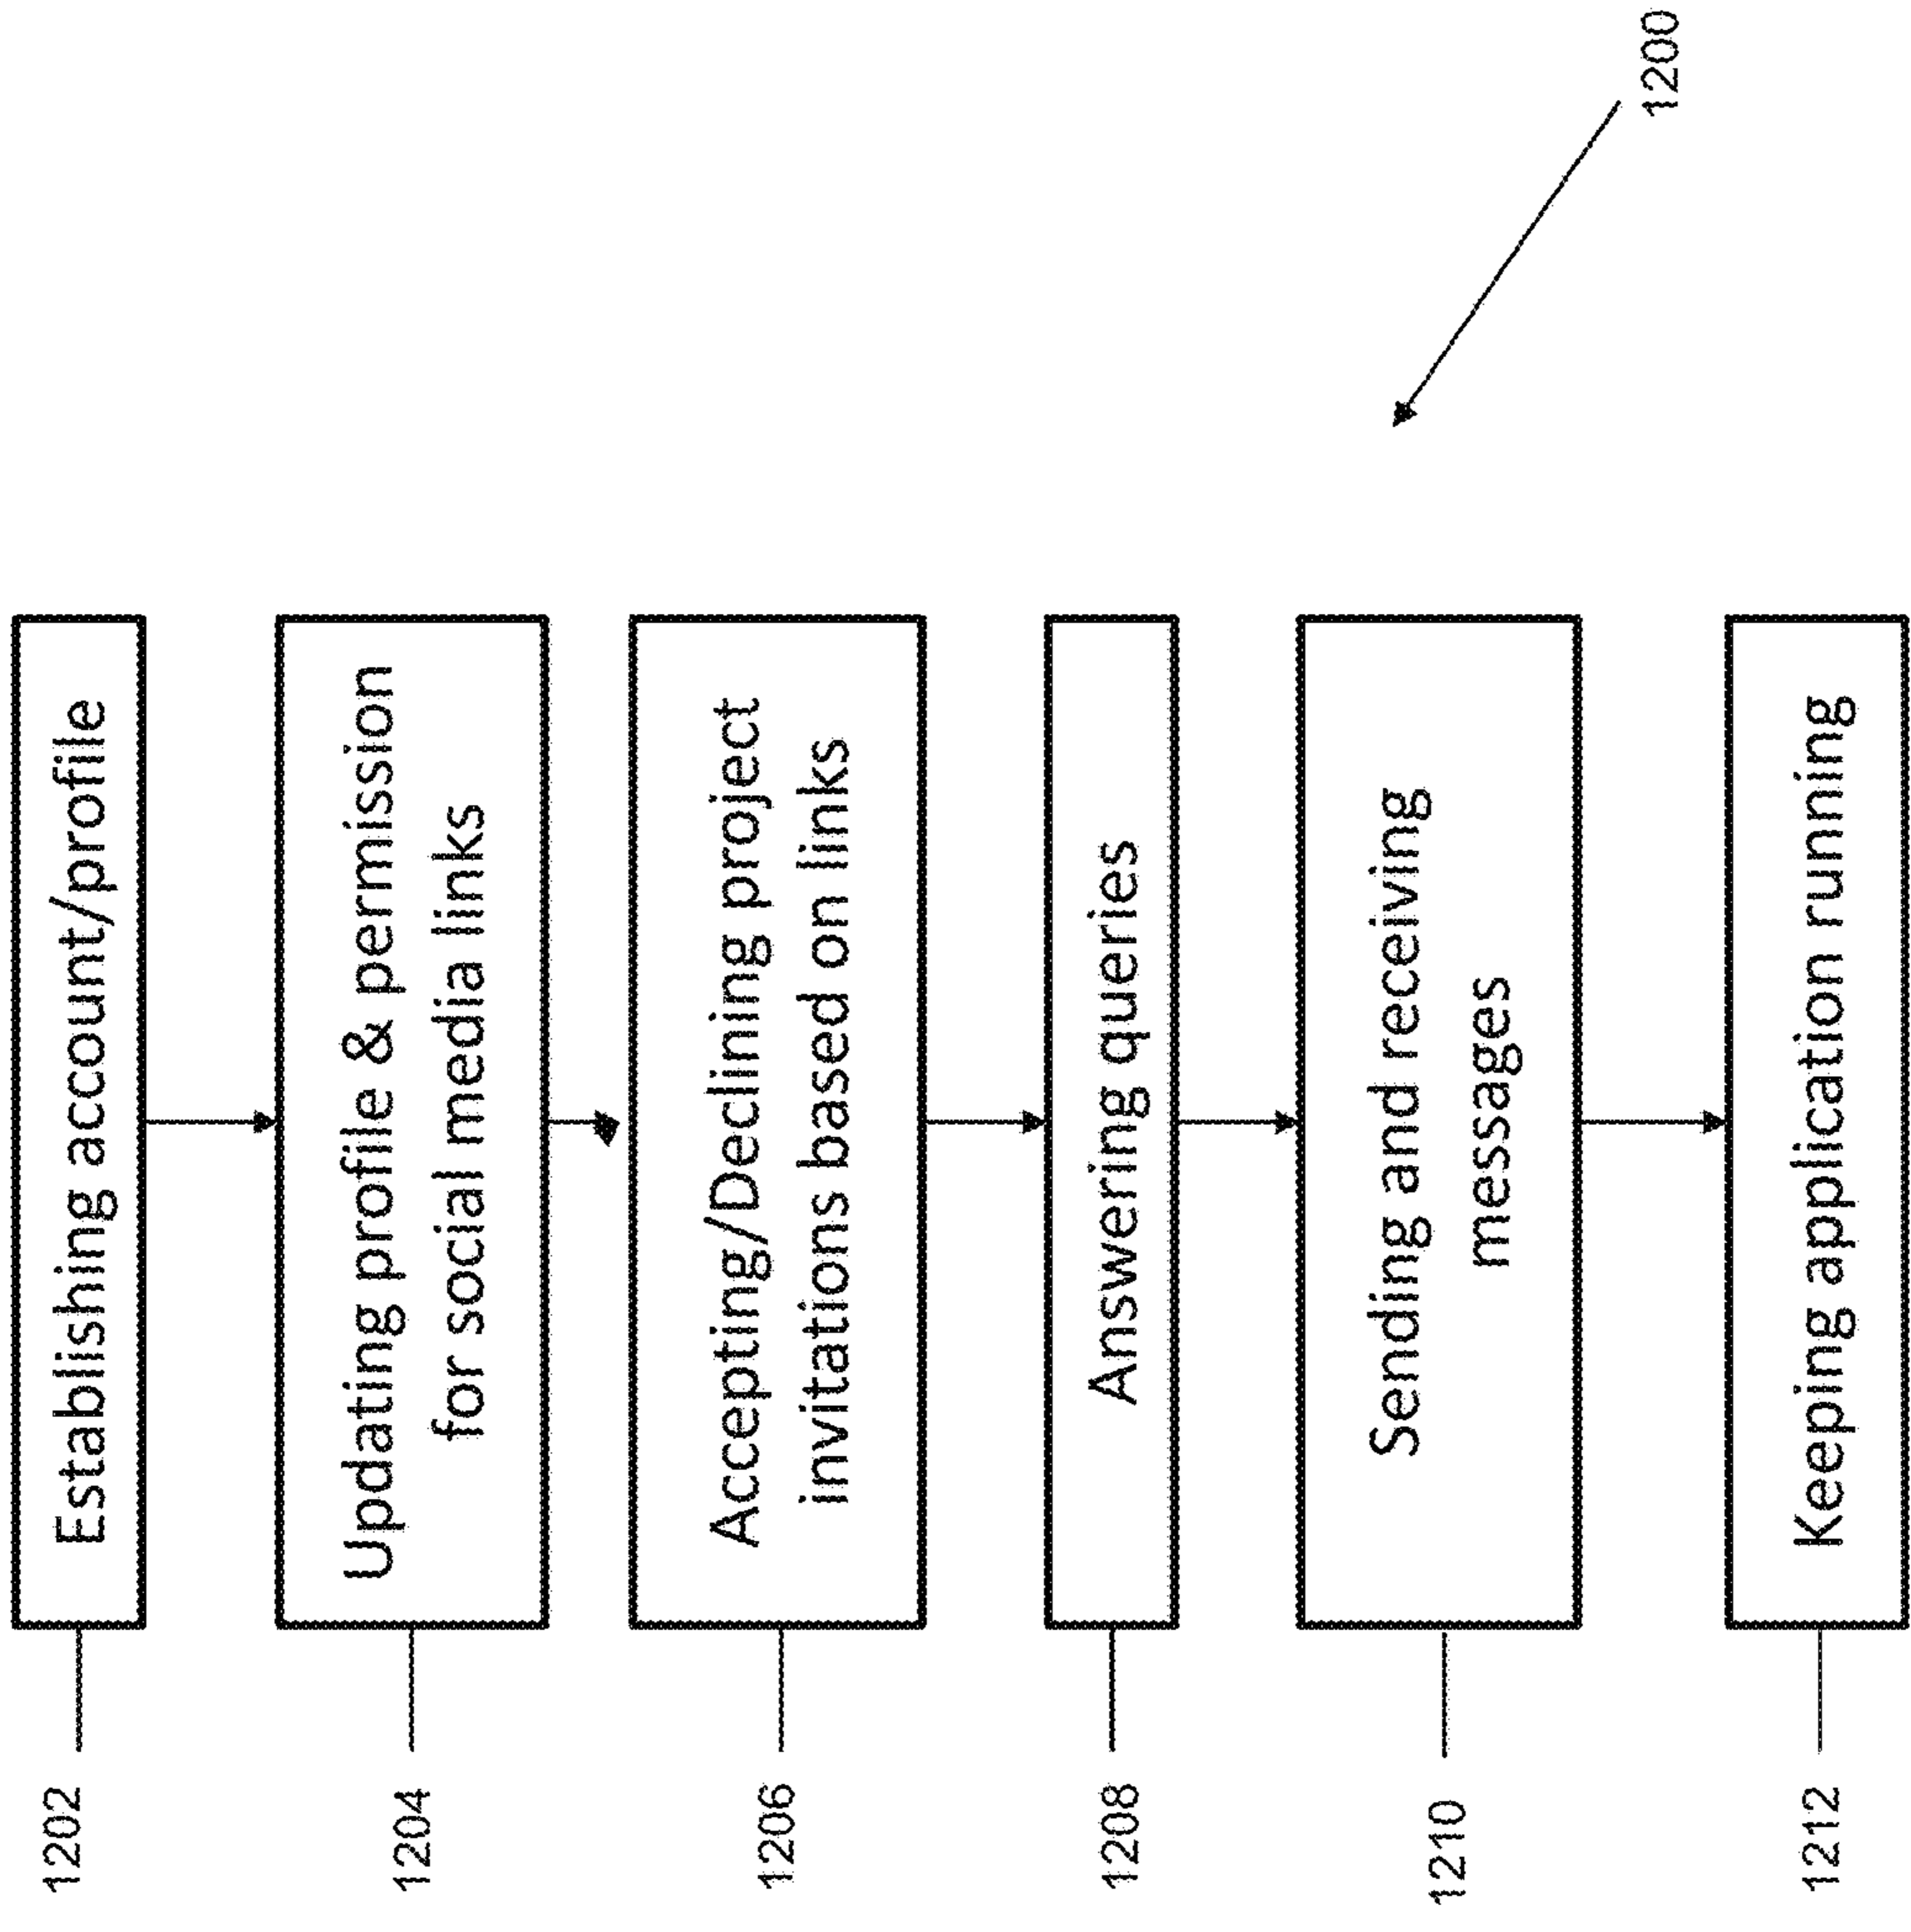 1202
Establishing account/profile
1204
Updating profile & permission
for social media links
1206
Accepting/Declining project
invitations based on links
1208
Answering queries
1210
Sending and receiving
messages
1212
Keeping application running
1200